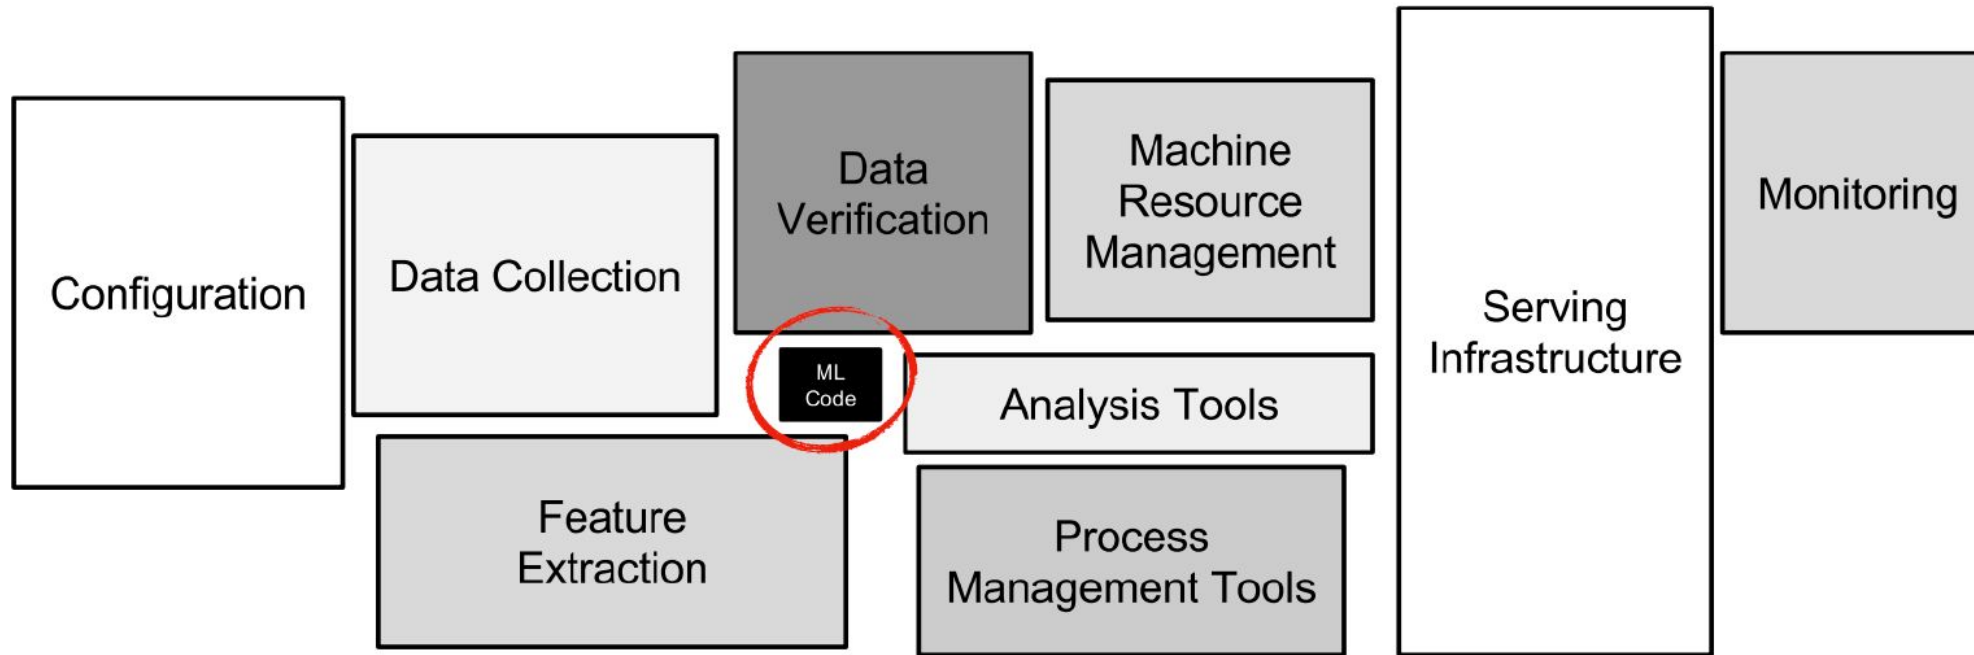 Configuration
Data Collection
Feature
Extraction
Data
Verification
ML
Code
Machine
Resource
Management
Analysis Tools
Process
Management Tools
Serving
Infrastructure
Monitoring